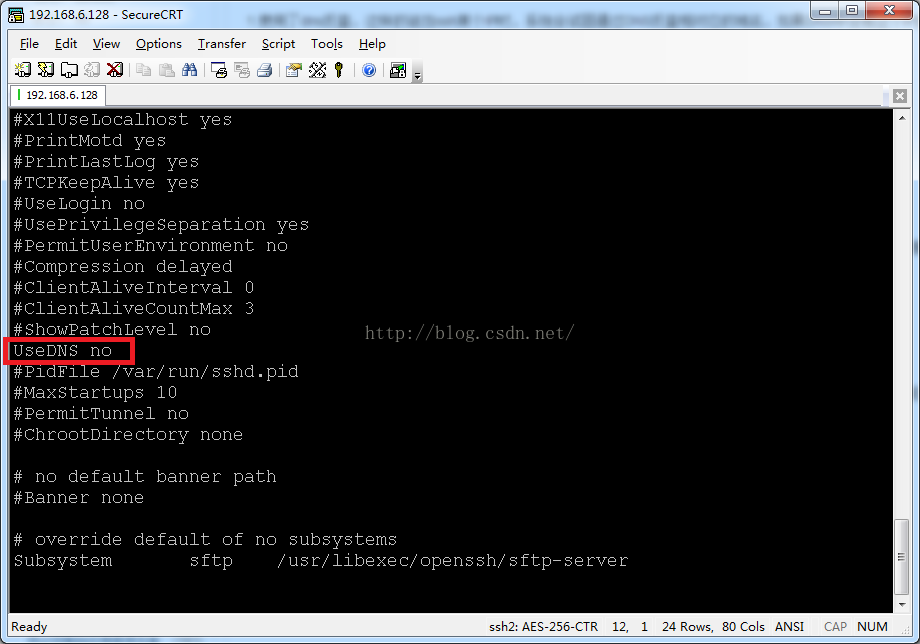 192.168.6.128 - SecureCRT
File Edit View Options Transfer Script Tools Help
192.168.6.128
#X11UseLocalhost yes
#PrintMotd yes
#PrintLastLog yes
#TCPKeepAlive yes
#UseLogin no
#UsePrivilegeSeparation yes
#PermitUserEnvironment no
#Compression delayed
#ClientAliveInterval 0
#ClientAliveCountMax 3
#ShowPatchLevel no
http://blog.csdn.net/
UseDNS no
#PidFile /var/run/sshd.pid
#MaxStartups 10
#PermitTunnel no
#ChrootDirectory none
# no default banner path
#Banner none
# override default of no subsystems
Subsystem sftp /usr/libexec/openssh/sftp-server
Ready ssh2: AES-256-CTR 12, 1 24 Rows, 80 Cols ANSI CAP NUM